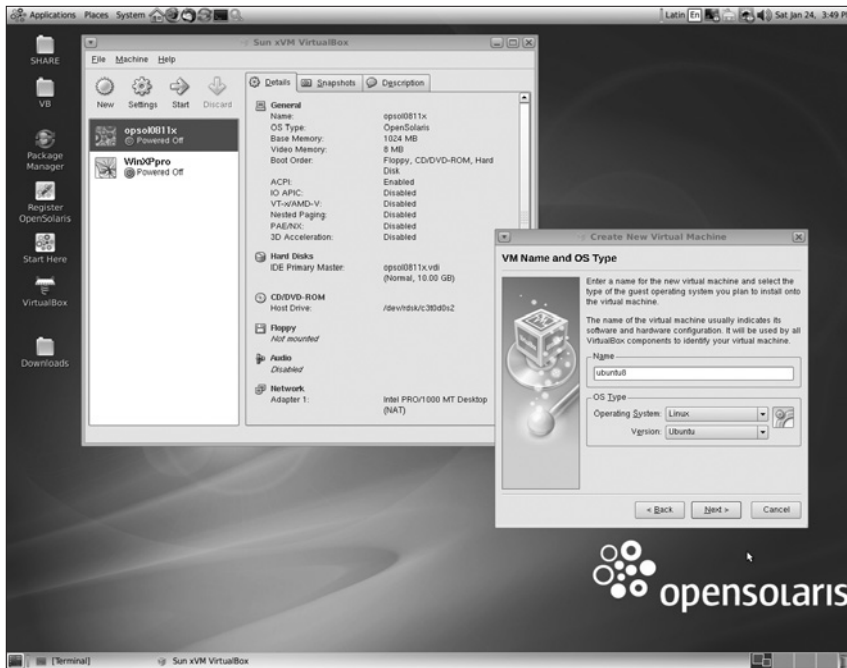 Applications Places System
Latin En Sat Jan 24, 3:49 P
SHARE
VB
Package
Manager
Register
OpenSolaris
Start Here
VirtualBox
Downloads
Sun xVM VirtualBox
File Machine Help
New Settings Start Discard
opsol0811x
Powered Off
WinXPpro
Powered Off
Details Snapshots Description
General
Name: opsol0811x
OS Type: OpenSolaris
Base Memory: 1024 MB
Video Memory: 8 MB
Boot Order: Floppy, CD/DVD-ROM, Hard
Disk
ACPI: Enabled
IO APIC: Disabled
VT-x/AMD-V: Disabled
Nested Paging: Disabled
PAE/NX: Disabled
3D Acceleration: Disabled
Hard Disks
IDE Primary Master: opsol0811x.vdi
(Normal, 10.00 GB)
CD/DVD-ROM
Host Drive: /dev/rdsk/c3t0d0s2
Floppy
Not mounted
Audio
Disabled
Network
Adapter 1: Intel PRO/1000 MT Desktop
(NAT)
Create New Virtual Machine
VM Name and OS Type
Enter a name for the new virtual machine and select the
type of the guest operating system you plan to install onto
the virtual machine.
The name of the virtual machine usually indicates its
software and hardware configuration. It will be used by all
VirtualBox components to identify your virtual machine.
Name
ubuntu8
OS Type
Operating System: Linux
Version: Ubuntu
< Back Next > Cancel
opensolaris
[Terminal] Sun xVM VirtualBox